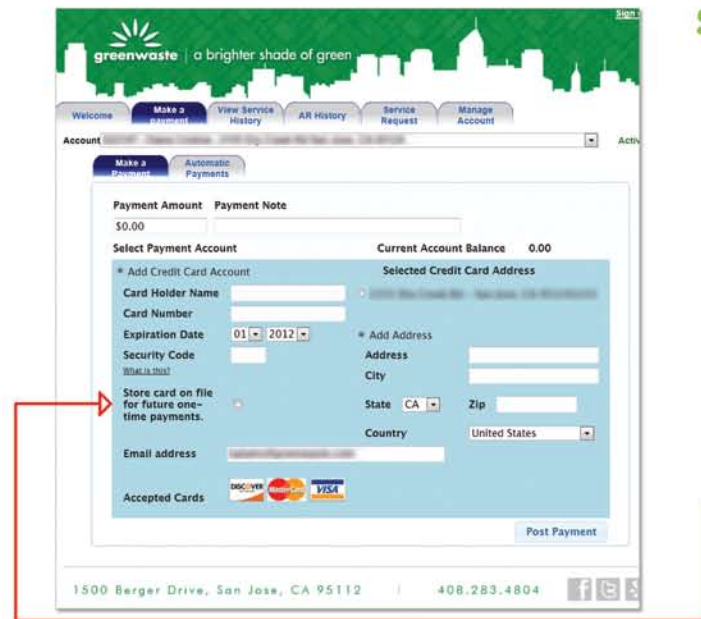 Sign
greenwaste | a brighter shade of green
Welcome
Make a payment
View Service History
AR History
Service Request
Manage Account
Account
Activ
Make a Payment
Automatic Payments
Payment Amount Payment Note
$0.00
Select Payment Account
Current Account Balance 0.00
* Add Credit Card Account
Selected Credit Card Address
Card Holder Name
Card Number
Expiration Date 01 2012
* Add Address
Security Code
Address
What is this?
City
Store card on file
for future one-
time payments.
State CA Zip
Country United States
Email address
Accepted Cards DISCOVER MasterCard VISA
Post Payment
1500 Berger Drive, San Jose, CA 95112 | 408.283.4804